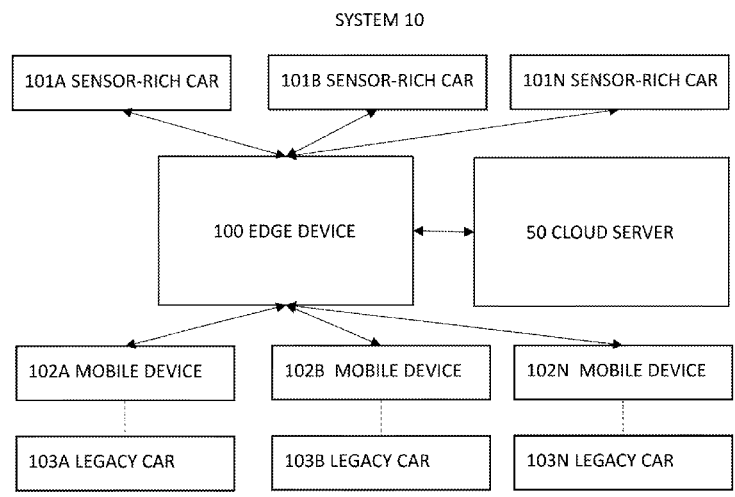 SYSTEM 10
101A SENSOR-RICH CAR
101B SENSOR-RICH CAR
101N SENSOR-RICH CAR
100 EDGE DEVICE
50 CLOUD SERVER
102A MOBILE DEVICE
102B MOBILE DEVICE
102N MOBILE DEVICE
103A LEGACY CAR
103B LEGACY CAR
103N LEGACY CAR